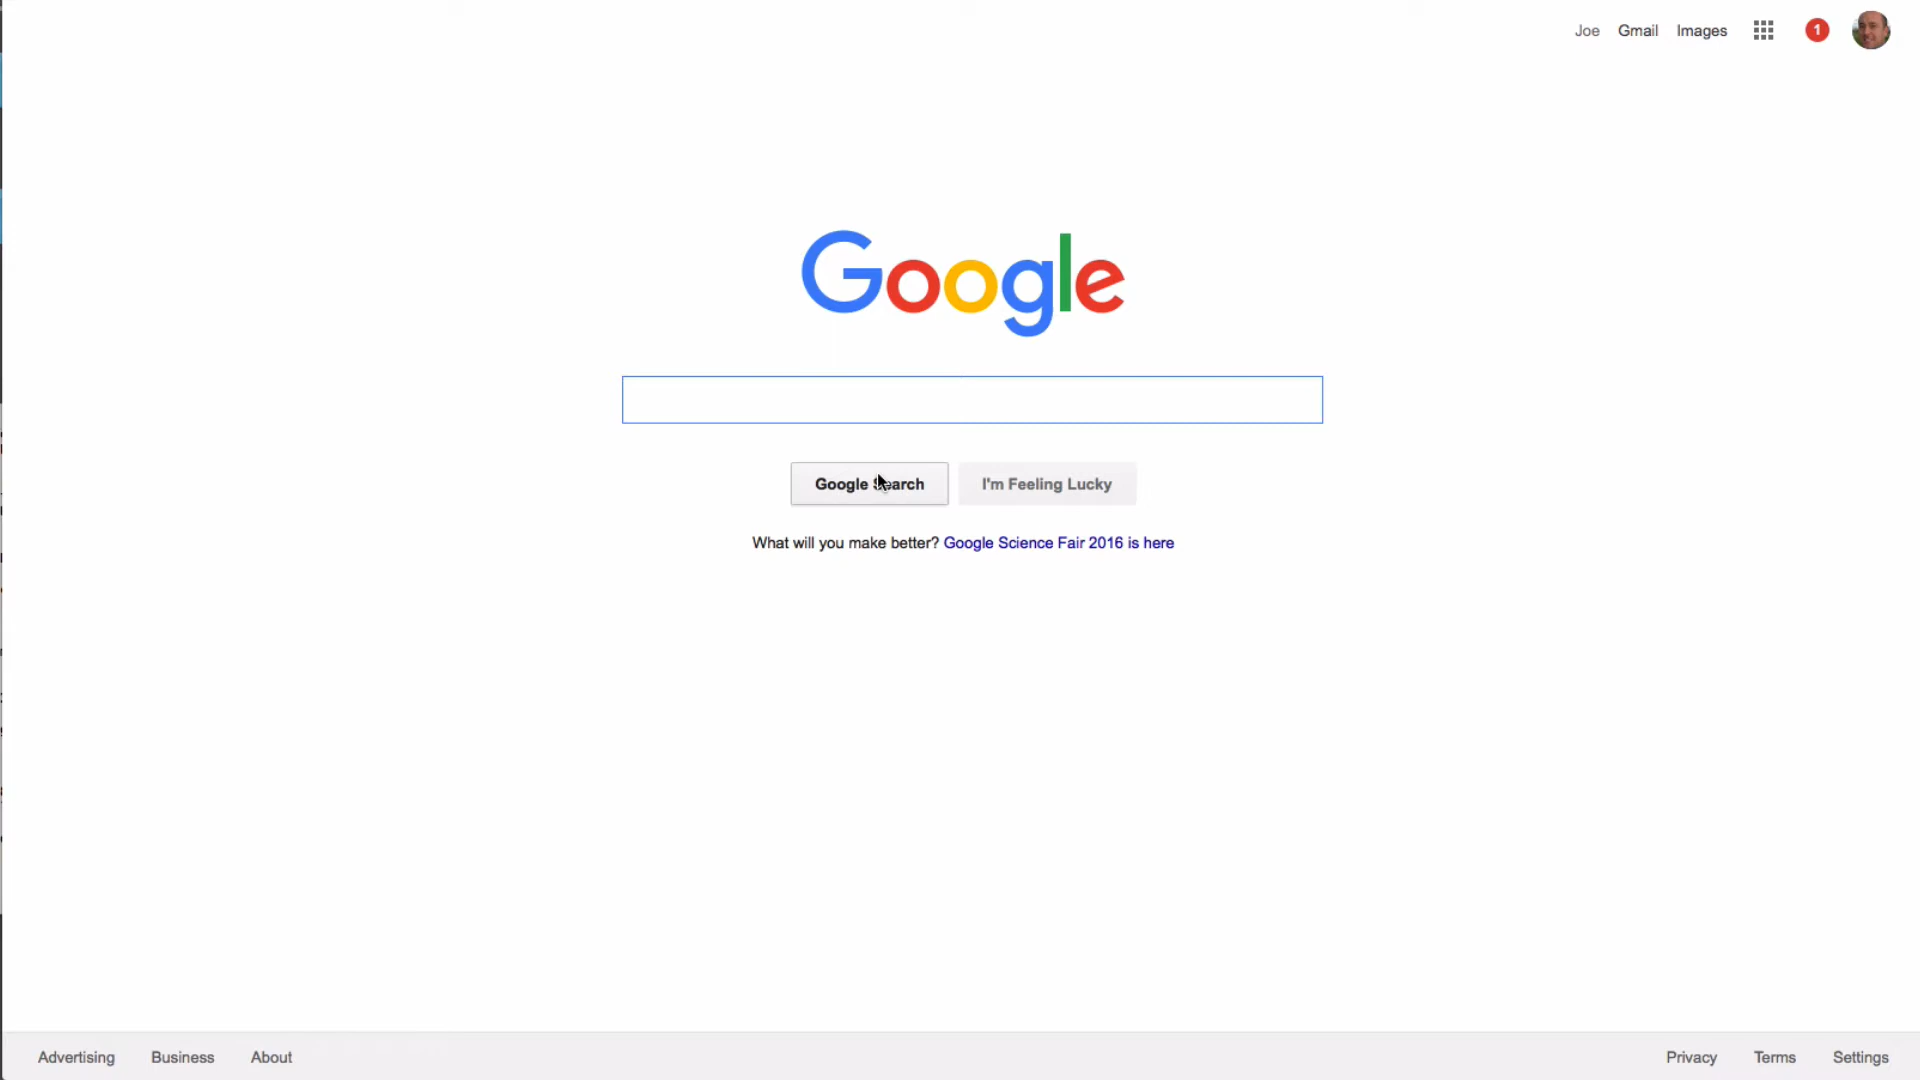 Joe Gmail Images 1
Google
Google Search I'm Feeling Lucky
What will you make better? Google Science Fair 2016 is here
Advertising Business About Privacy Terms Settings